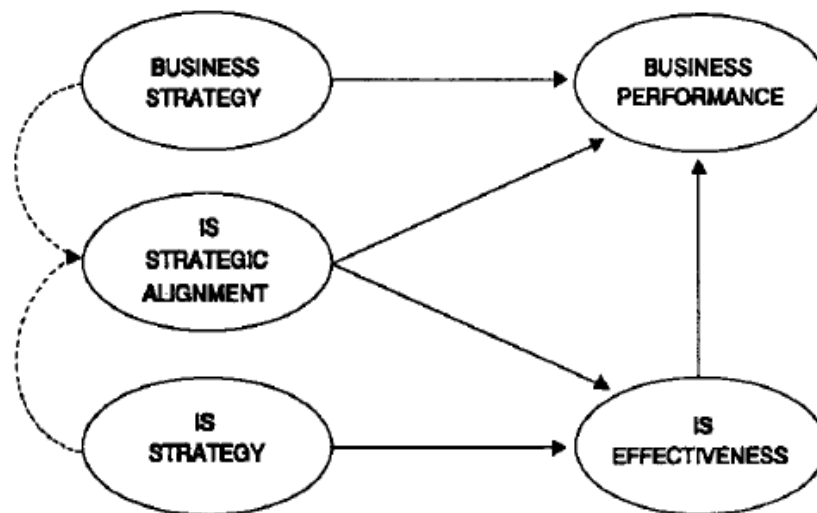 BUSINESS
STRATEGY
BUSINESS
PERFORMANCE
IS
STRATEGIC
ALIGNMENT
IS
STRATEGY
IS
EFFECTIVENESS